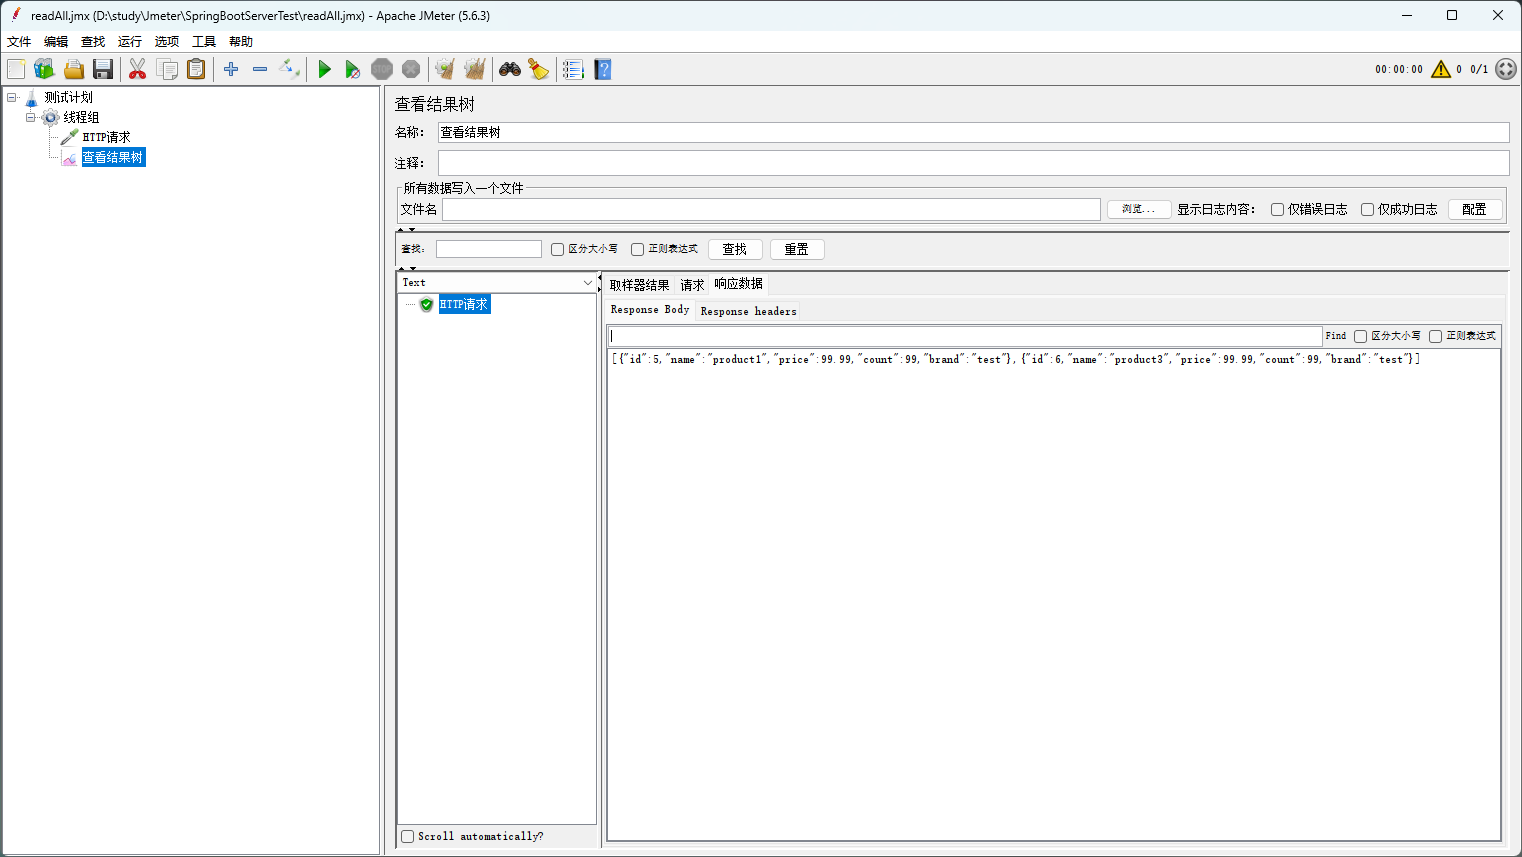 readAll.jmx (D:\study\Jmeter\SpringBootServerTest\readAll.jmx) - Apache JMeter (5.6.3)
文件 编辑 查找 运行 选项 工具 帮助
STOP
00:00:00 0 0/1
测试计划
线程组
HTTP请求
查看结果树
查看结果树
名称： 查看结果树
注释：
所有数据写入一个文件
文件名 浏览... 显示日志内容： 仅错误日志 仅成功日志 配置
查找： 区分大小写 正则表达式 查找 重置
Text
HTTP请求
Scroll automatically?
取样器结果 请求 响应数据
Response Body Response headers
Find 区分大小写 正则表达式
[{"id":5,"name":"product1","price":99.99,"count":99,"brand":"test"},{"id":6,"name":"product3","price":99.99,"count":99,"brand":"test"}]